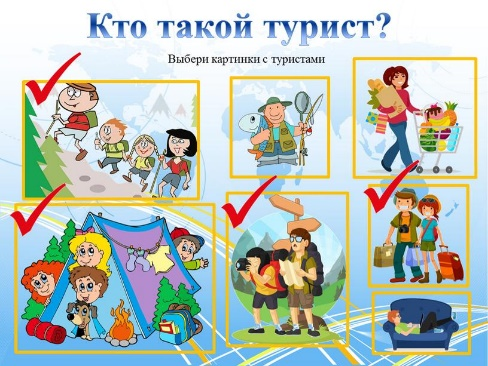 Кто такой турист?
Выбери картинки с туристами